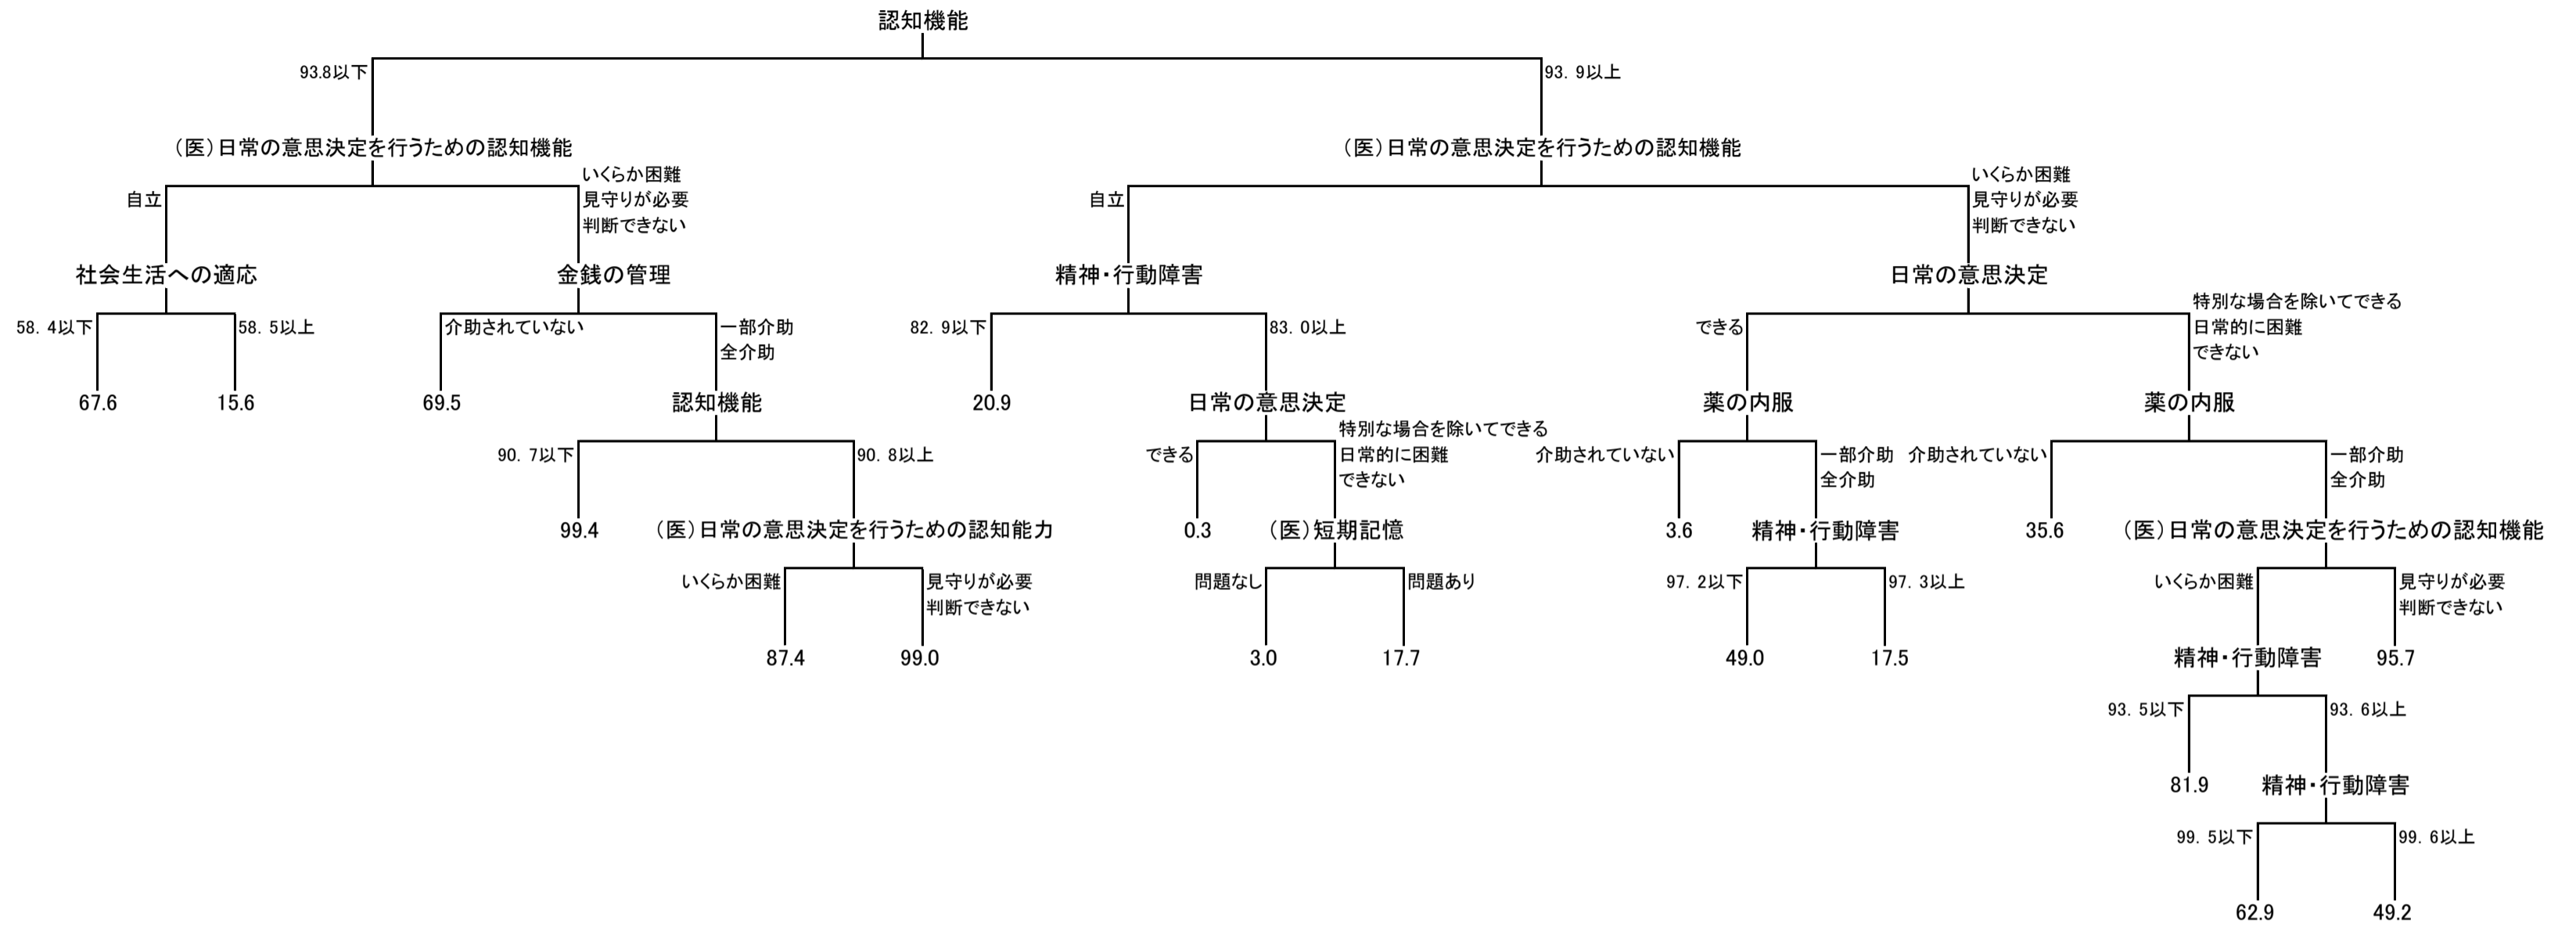 認知機能
93.8以下
93.9以上
(医)日常の意思決定を行うための認知機能
(医)日常の意思決定を行うための認知機能
自立
いくらか困難
見守りが必要
判断できない
自立
いくらか困難
見守りが必要
判断できない
社会生活への適応
金銭の管理
精神・行動障害
日常の意思決定
58.4以下
58.5以上
介助されていない
一部介助
全介助
82.9以下
83.0以上
できる
特別な場合を除いてできる
日常的に困難
できない
67.6
15.6
69.5
認知機能
20.9
日常の意思決定
薬の内服
薬の内服
90.7以下
90.8以上
できる
特別な場合を除いてできる
日常的に困難
できない
介助されていない
一部介助
全介助
介助されていない
一部介助
全介助
99.4
(医)日常の意思決定を行うための認知能力
0.3
(医)短期記憶
3.6
精神・行動障害
35.6
(医)日常の意思決定を行うための認知機能
いくらか困難
見守りが必要
判断できない
問題なし
問題あり
97.2以下
97.3以上
いくらか困難
見守りが必要
判断できない
87.4
99.0
3.0
17.7
49.0
17.5
精神・行動障害
95.7
93.5以下
93.6以上
81.9
精神・行動障害
99.5以下
99.6以上
62.9
49.2